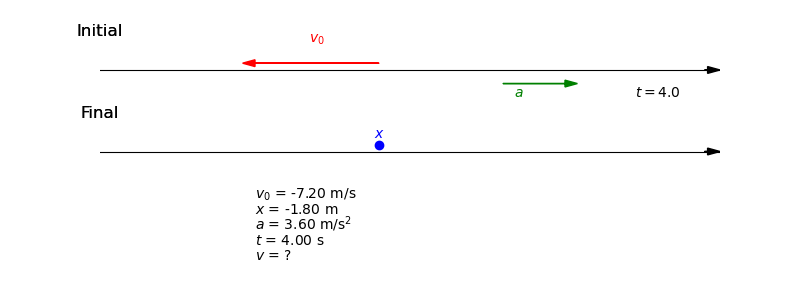 Initial
v₀
a
t = 4.0
Final
x
v₀ = -7.20 m/s
x = -1.80 m
a = 3.60 m/s²
t = 4.00 s
v = ?